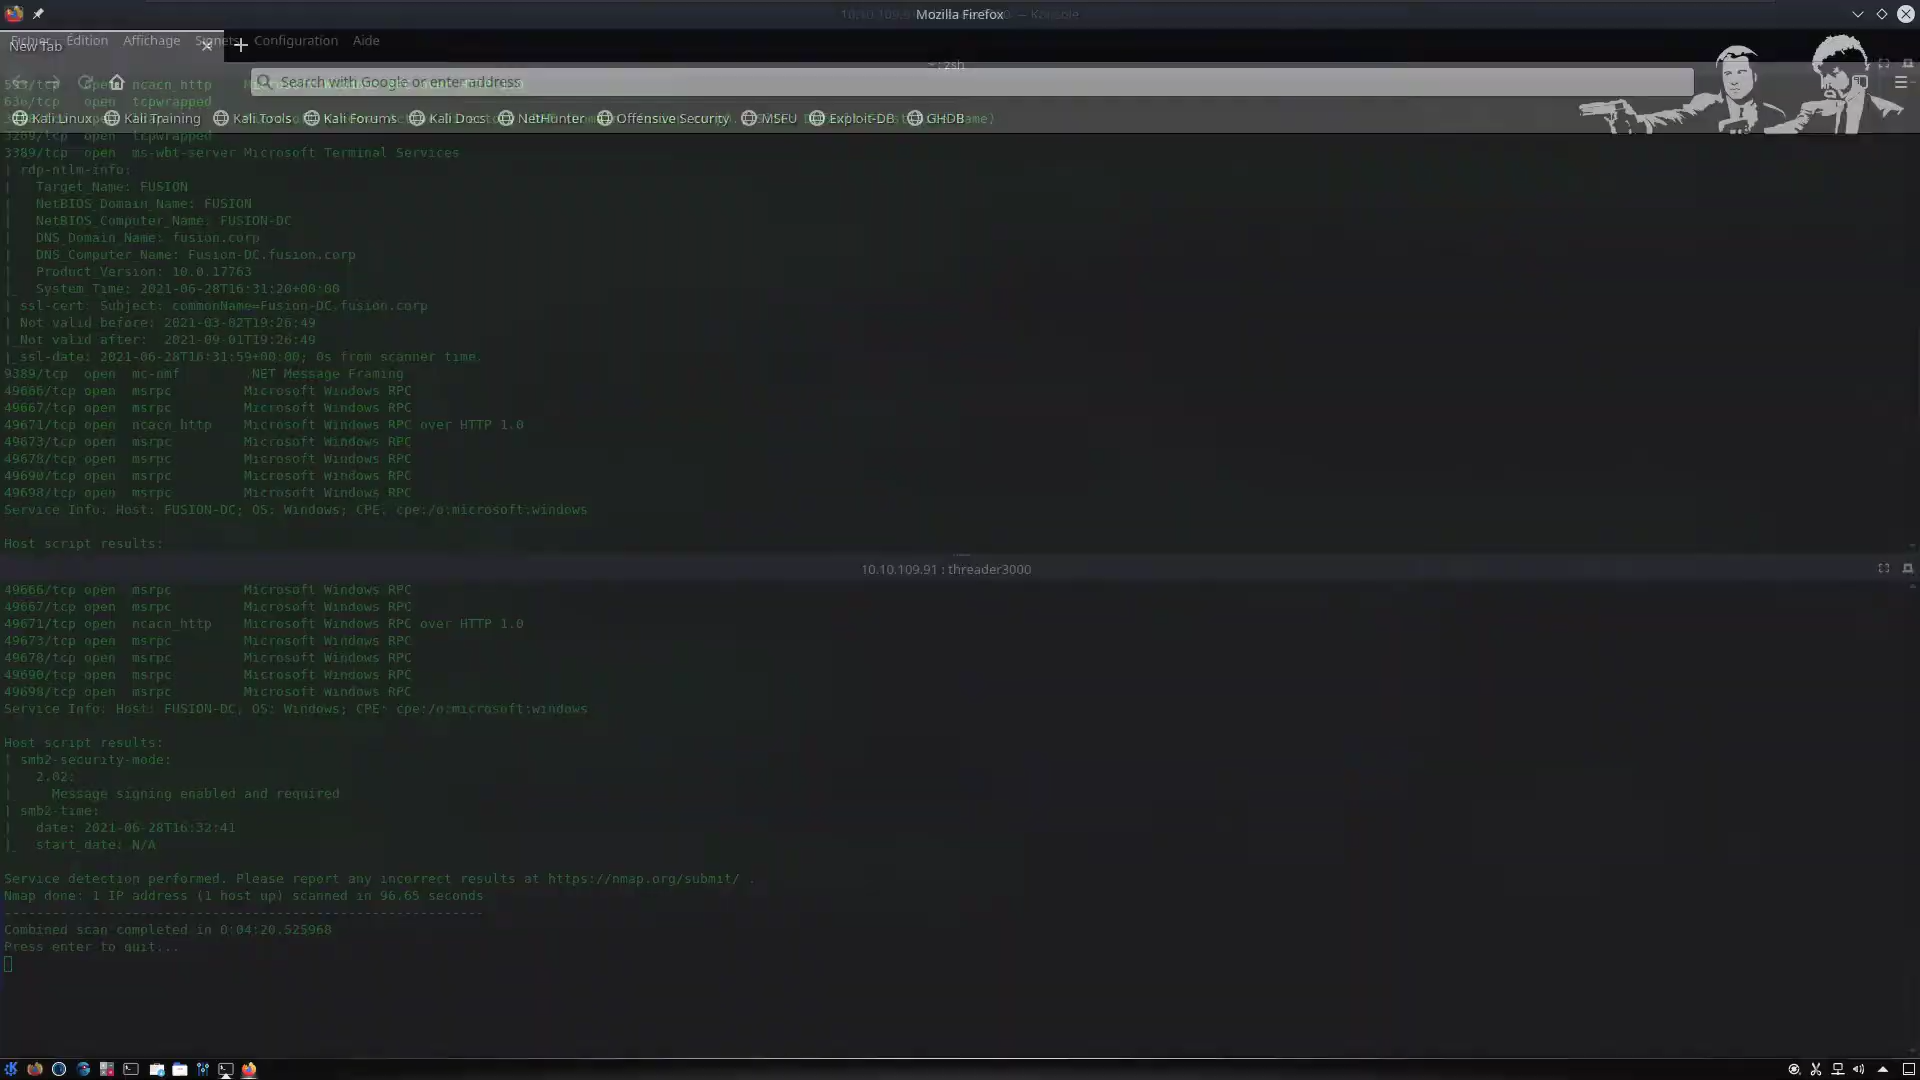 Mozilla Firefox
Fichier Édition Affichage Signets Configuration Aide
New Tab
~ : zsh
Search with Google or enter address
593/tcp open ncacn_http
636/tcp open tcpwrapped
Kali Linux Kali Training Kali Tools Kali Forums Kali Docs NetHunter Offensive Security MSFU Exploit-DB GHDB
3269/tcp open tcpwrapped
3389/tcp open ms-wbt-server Microsoft Terminal Services
| rdp-ntlm-info:
| Target_Name: FUSION
| NetBIOS_Domain_Name: FUSION
| NetBIOS_Computer_Name: FUSION-DC
| DNS_Domain_Name: fusion.corp
| DNS_Computer_Name: Fusion-DC.fusion.corp
| Product_Version: 10.0.17763
|_ System_Time: 2021-06-28T16:31:20+00:00
| ssl-cert: Subject: commonName=Fusion-DC.fusion.corp
| Not valid before: 2021-03-02T19:26:49
|_Not valid after: 2021-09-01T19:26:49
|_ssl-date: 2021-06-28T16:31:59+00:00; 0s from scanner time.
9389/tcp open mc-nmf .NET Message Framing
49666/tcp open msrpc Microsoft Windows RPC
49667/tcp open msrpc Microsoft Windows RPC
49671/tcp open ncacn_http Microsoft Windows RPC over HTTP 1.0
49673/tcp open msrpc Microsoft Windows RPC
49678/tcp open msrpc Microsoft Windows RPC
49690/tcp open msrpc Microsoft Windows RPC
49698/tcp open msrpc Microsoft Windows RPC
Service Info: Host: FUSION-DC; OS: Windows; CPE: cpe:/o:microsoft:windows
Host script results:
10.10.109.91 : threader3000
49666/tcp open msrpc Microsoft Windows RPC
49667/tcp open msrpc Microsoft Windows RPC
49671/tcp open ncacn_http Microsoft Windows RPC over HTTP 1.0
49673/tcp open msrpc Microsoft Windows RPC
49678/tcp open msrpc Microsoft Windows RPC
49690/tcp open msrpc Microsoft Windows RPC
49698/tcp open msrpc Microsoft Windows RPC
Service Info: Host: FUSION-DC; OS: Windows; CPE: cpe:/o:microsoft:windows
Host script results:
| smb2-security-mode:
| 2.02:
|_ Message signing enabled and required
| smb2-time:
| date: 2021-06-28T16:32:41
|_ start_date: N/A
Service detection performed. Please report any incorrect results at https://nmap.org/submit/ .
Nmap done: 1 IP address (1 host up) scanned in 96.65 seconds
------------------------------------------------------------
Combined scan completed in 0:04:20.525968
Press enter to quit...